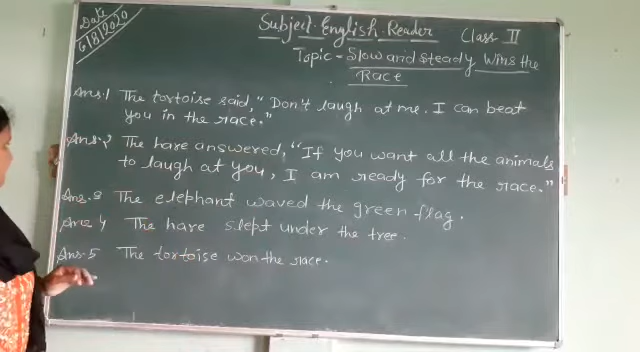 Date
6/8/2020
Subject-English Reader Class II
Topic- Slow and steady Wins the
Race
Ans.1 The tortoise said, "Don't laugh at me. I can beat
you in the race."
Ans.2 The hare answered, "If you want all the animals
to laugh at you, I am ready for the race."
Ans.3 The elephant waved the green flag.
Ans 4 The hare slept under the tree.
Ans.5 The tortoise won the race.